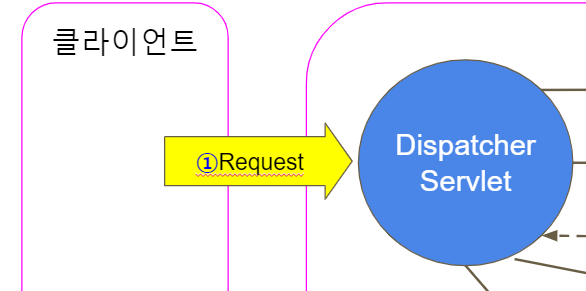 클라이언트
①Request
Dispatcher
Servlet